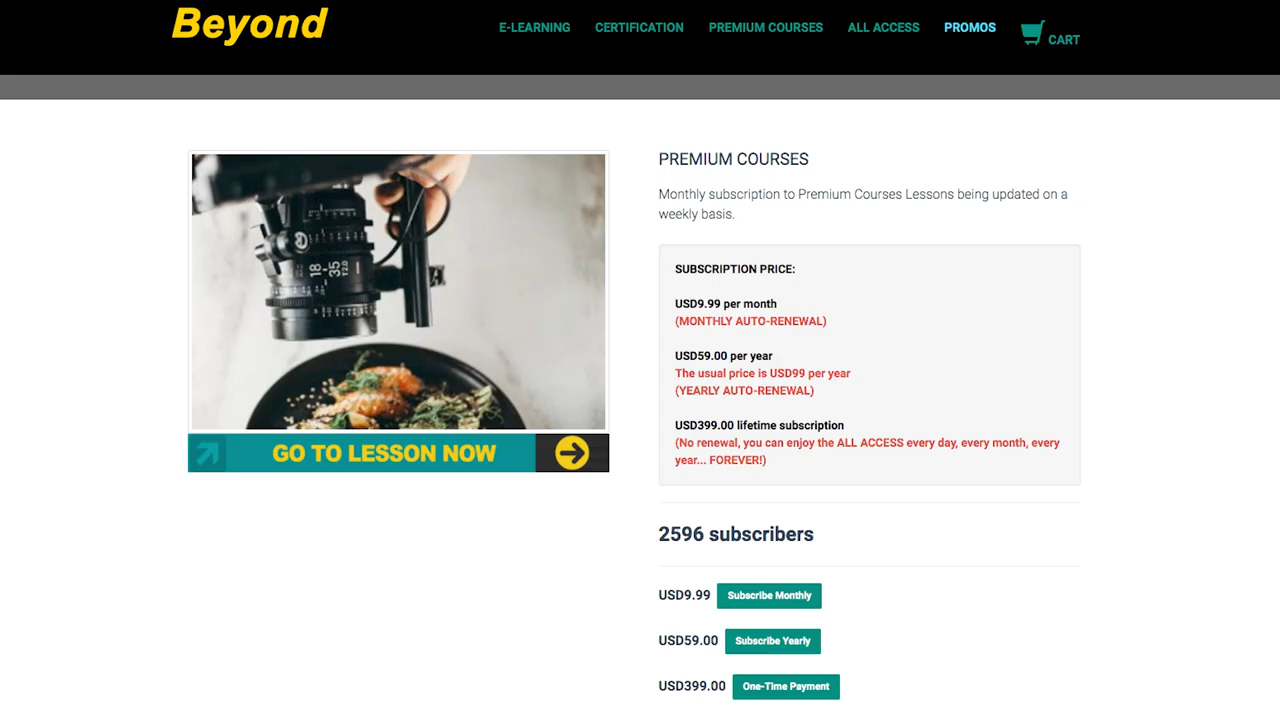 Beyond
E-LEARNING CERTIFICATION PREMIUM COURSES ALL ACCESS PROMOS CART
18 35 T2.0
GO TO LESSON NOW
PREMIUM COURSES
Monthly subscription to Premium Courses Lessons being updated on a
weekly basis.
SUBSCRIPTION PRICE:
USD9.99 per month
(MONTHLY AUTO-RENEWAL)
USD59.00 per year
The usual price is USD99 per year
(YEARLY AUTO-RENEWAL)
USD399.00 lifetime subscription
(No renewal, you can enjoy the ALL ACCESS every day, every month, every
year... FOREVER!)
2596 subscribers
USD9.99 Subscribe Monthly
USD59.00 Subscribe Yearly
USD399.00 One-Time Payment